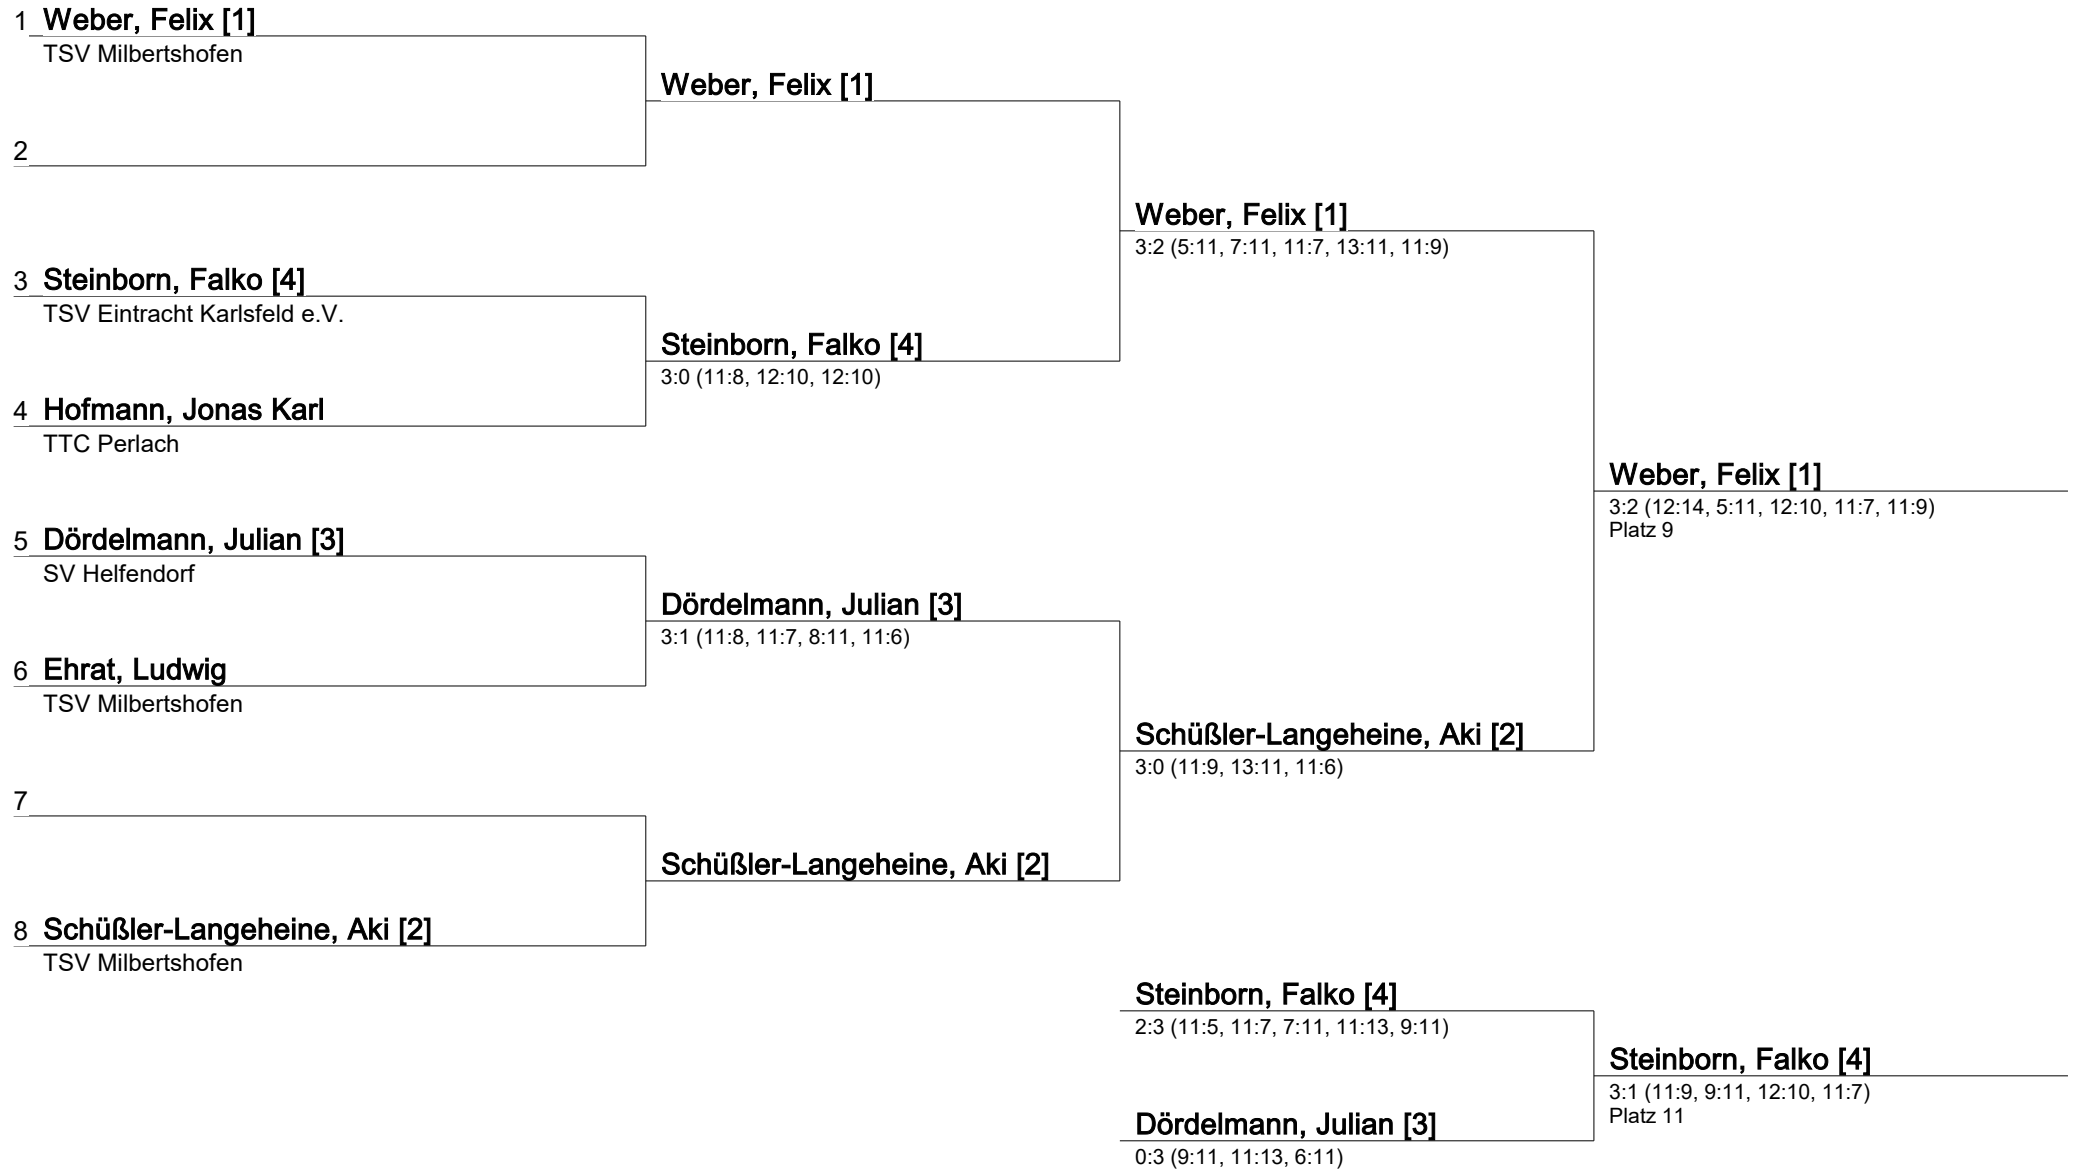 1 Weber, Felix [1]
TSV Milbertshofen
Weber, Felix [1]
2
Weber, Felix [1]
3:2 (5:11, 7:11, 11:7, 13:11, 11:9)
3 Steinborn, Falko [4]
TSV Eintracht Karlsfeld e.V.
Steinborn, Falko [4]
3:0 (11:8, 12:10, 12:10)
4 Hofmann, Jonas Karl
TTC Perlach
Weber, Felix [1]
3:2 (12:14, 5:11, 12:10, 11:7, 11:9)
Platz 9
5 Dördelmann, Julian [3]
SV Helfendorf
Dördelmann, Julian [3]
3:1 (11:8, 11:7, 8:11, 11:6)
6 Ehrat, Ludwig
TSV Milbertshofen
Schüßler-Langeheine, Aki [2]
3:0 (11:9, 13:11, 11:6)
7
Schüßler-Langeheine, Aki [2]
8 Schüßler-Langeheine, Aki [2]
TSV Milbertshofen
Steinborn, Falko [4]
2:3 (11:5, 11:7, 7:11, 11:13, 9:11)
Steinborn, Falko [4]
3:1 (11:9, 9:11, 12:10, 11:7)
Platz 11
Dördelmann, Julian [3]
0:3 (9:11, 11:13, 6:11)